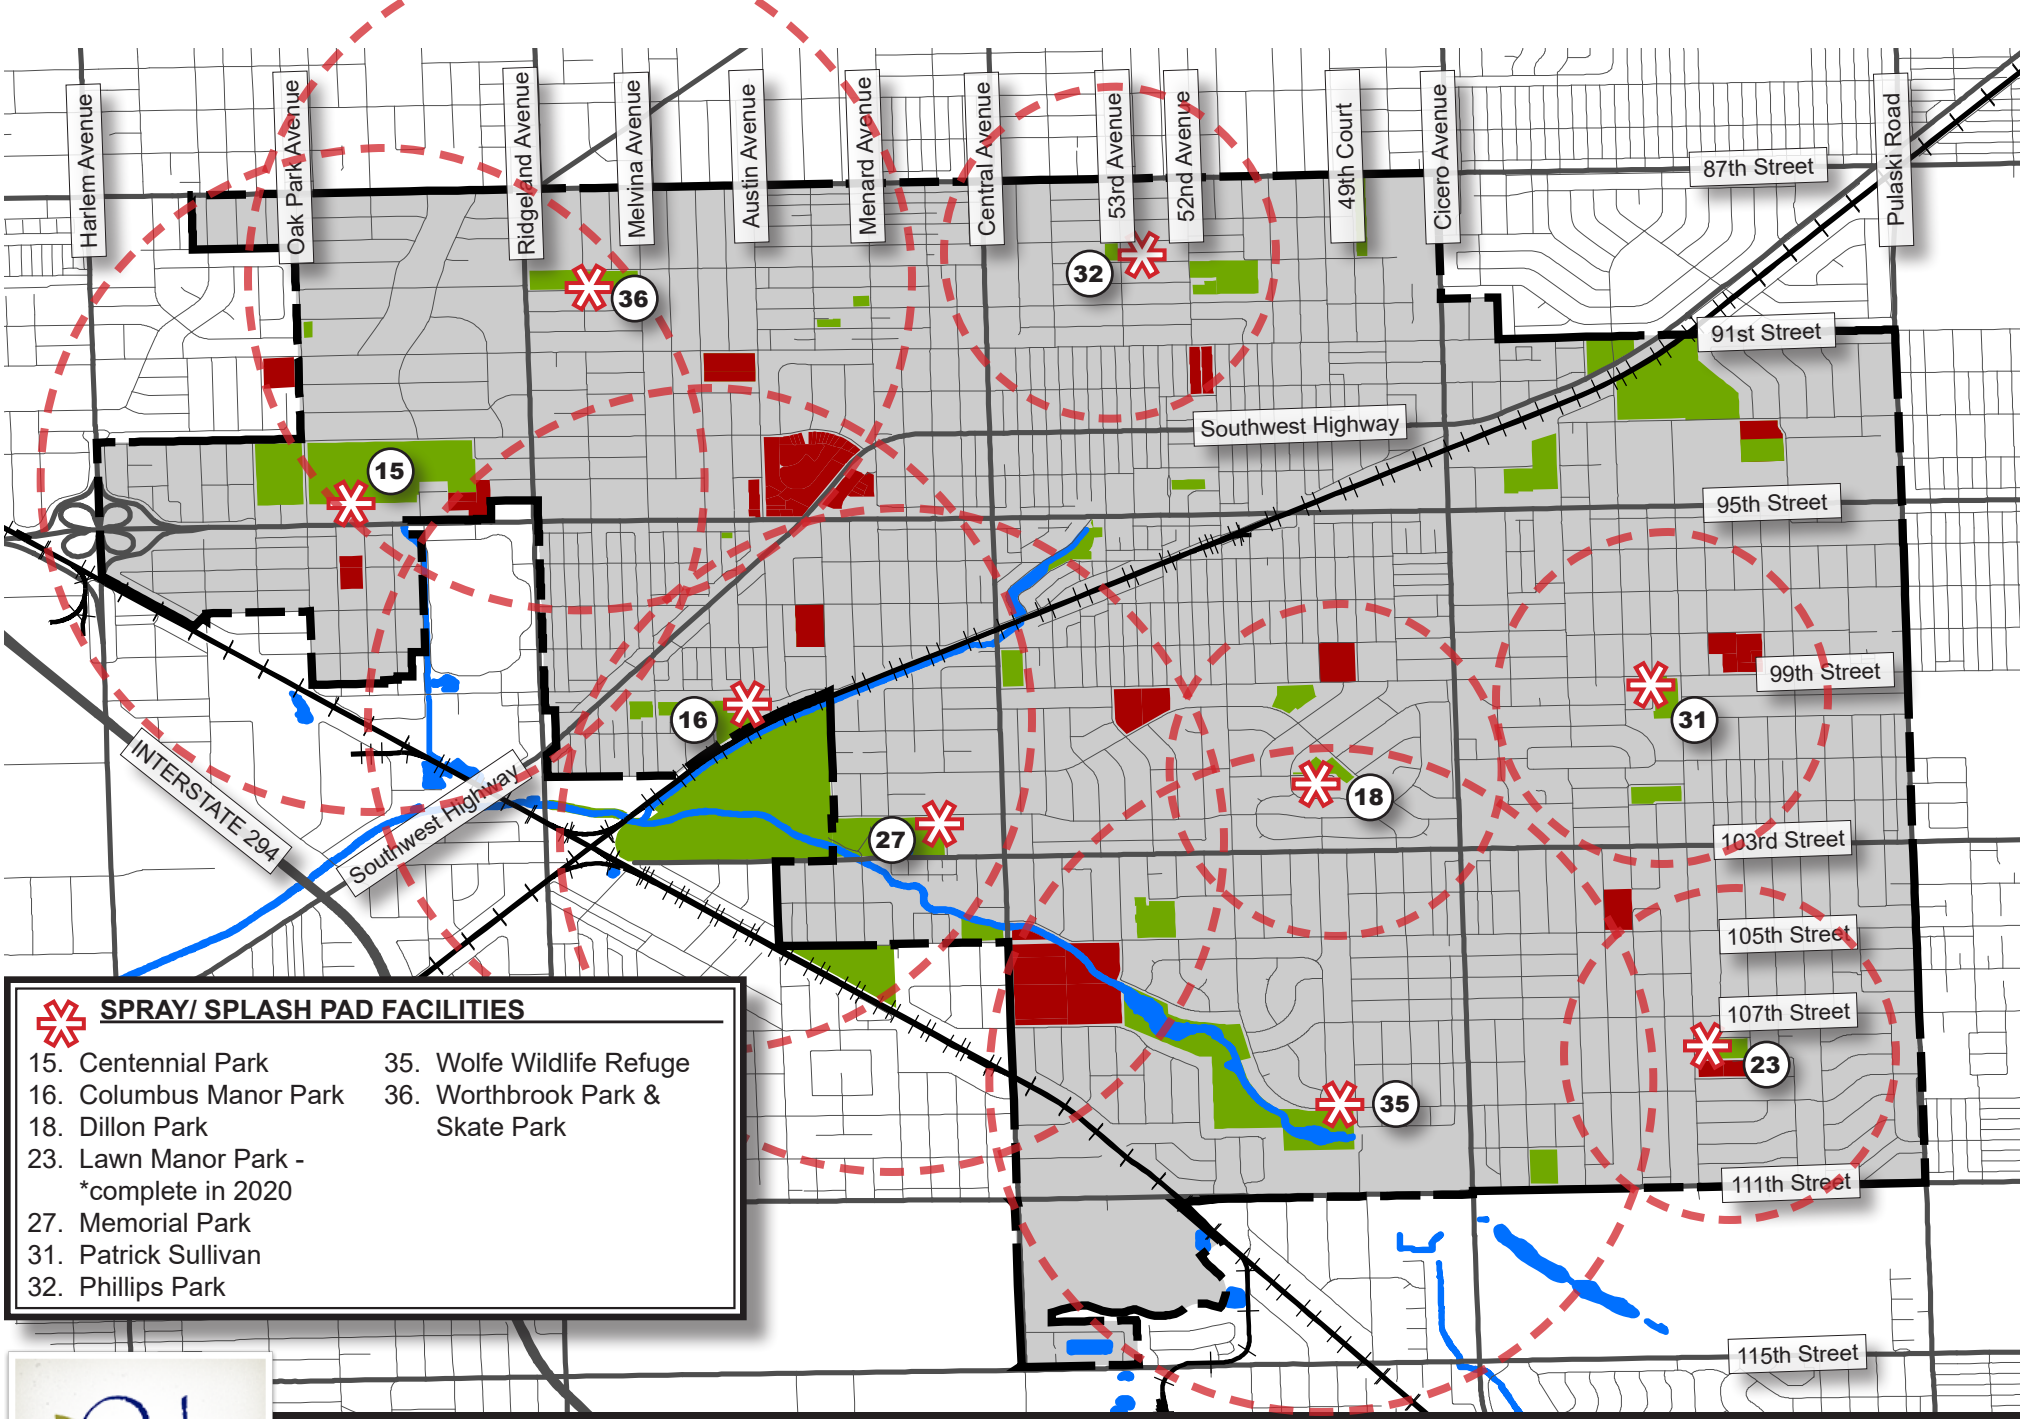 Harlem Avenue
Oak Park Avenue
Ridgeland Avenue
Melvina Avenue
Austin Avenue
Menard Avenue
Central Avenue
53rd Avenue
52nd Avenue
49th Court
Cicero Avenue
Pulaski Road
87th Street
32
36
91st Street
Southwest Highway
15
95th Street
99th Street
16
31
INTERSTATE 294
Southwest Highway
18
27
103rd Street
105th Street
107th Street
23
35
111th Street
115th Street
SPRAY/ SPLASH PAD FACILITIES
15. Centennial Park
16. Columbus Manor Park
18. Dillon Park
23. Lawn Manor Park -
*complete in 2020
27. Memorial Park
31. Patrick Sullivan
32. Phillips Park
35. Wolfe Wildlife Refuge
36. Worthbrook Park &
Skate Park